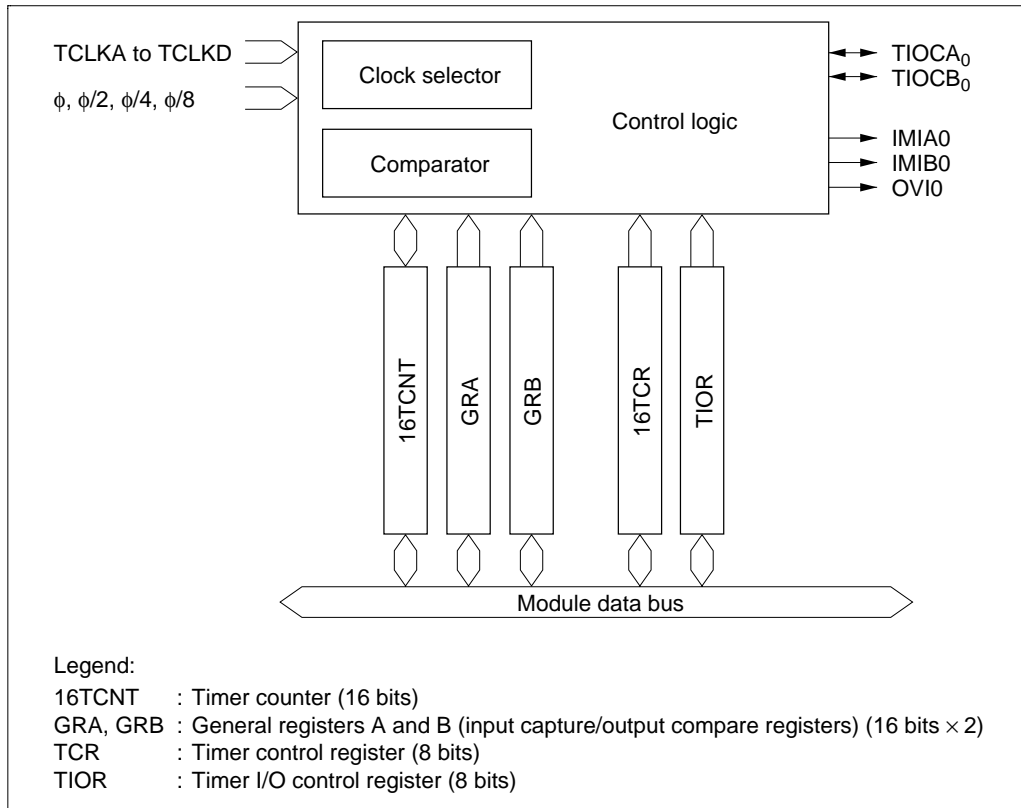 TCLKA to TCLKD
ϕ, ϕ/2, ϕ/4, ϕ/8
Clock selector
Comparator
Control logic
TIOCA0
TIOCB0
IMIA0
IMIB0
OVI0
16TCNT
GRA
GRB
16TCR
TIOR
Module data bus
Legend:
16TCNT : Timer counter (16 bits)
GRA, GRB : General registers A and B (input capture/output compare registers) (16 bits × 2)
TCR : Timer control register (8 bits)
TIOR : Timer I/O control register (8 bits)